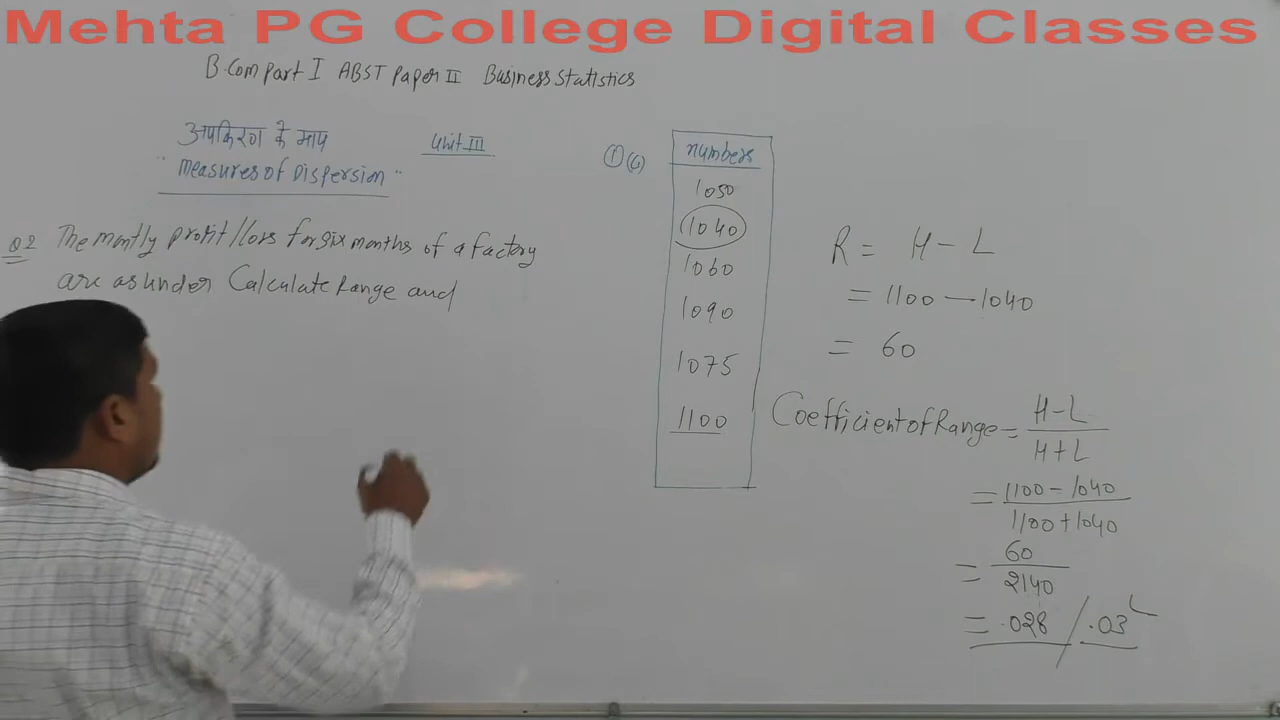 Mehta PG College Digital Classes
B.Com Part I ABST Paper II Business Statistics
अपकिरण के माप
Unit III
"Measures of Dispersion"
Q2 The montly profit/loss for six months of a factory
are as under Calculate Range and
numbers
1050
1040
1060
1090
1075
1100
R = H - L
= 1100 - 1040
= 60
Coefficient of Range = H-L / H+L
= 1100 - 1040 / 1100 + 1040
= 60 / 2140
= .028 / .03